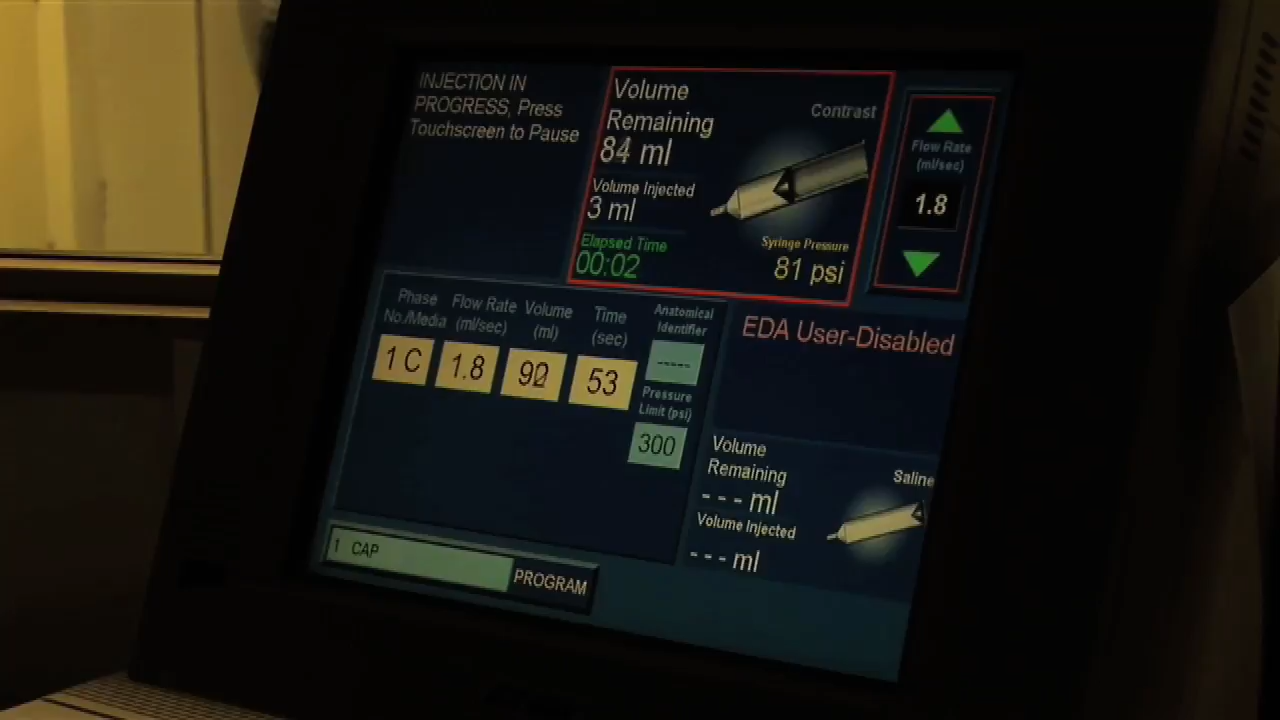 INJECTION IN
PROGRESS, Press
Touchscreen to Pause
Volume
Remaining
84 ml
Contrast
Volume Injected
3 ml
Elapsed Time
00:02
Syringe Pressure
81 psi
Flow Rate
(ml/sec)
1.8
Phase
No./Media
Flow Rate
(ml/sec)
Volume
(ml)
Time
(sec)
1 C
1.8
53
Anatomical
Identifier
-----
Pressure
Limit (psi)
300
EDA User-Disabled
Volume
Remaining
- - - ml
Saline
Volume Injected
- - - ml
1 CAP
PROGRAM